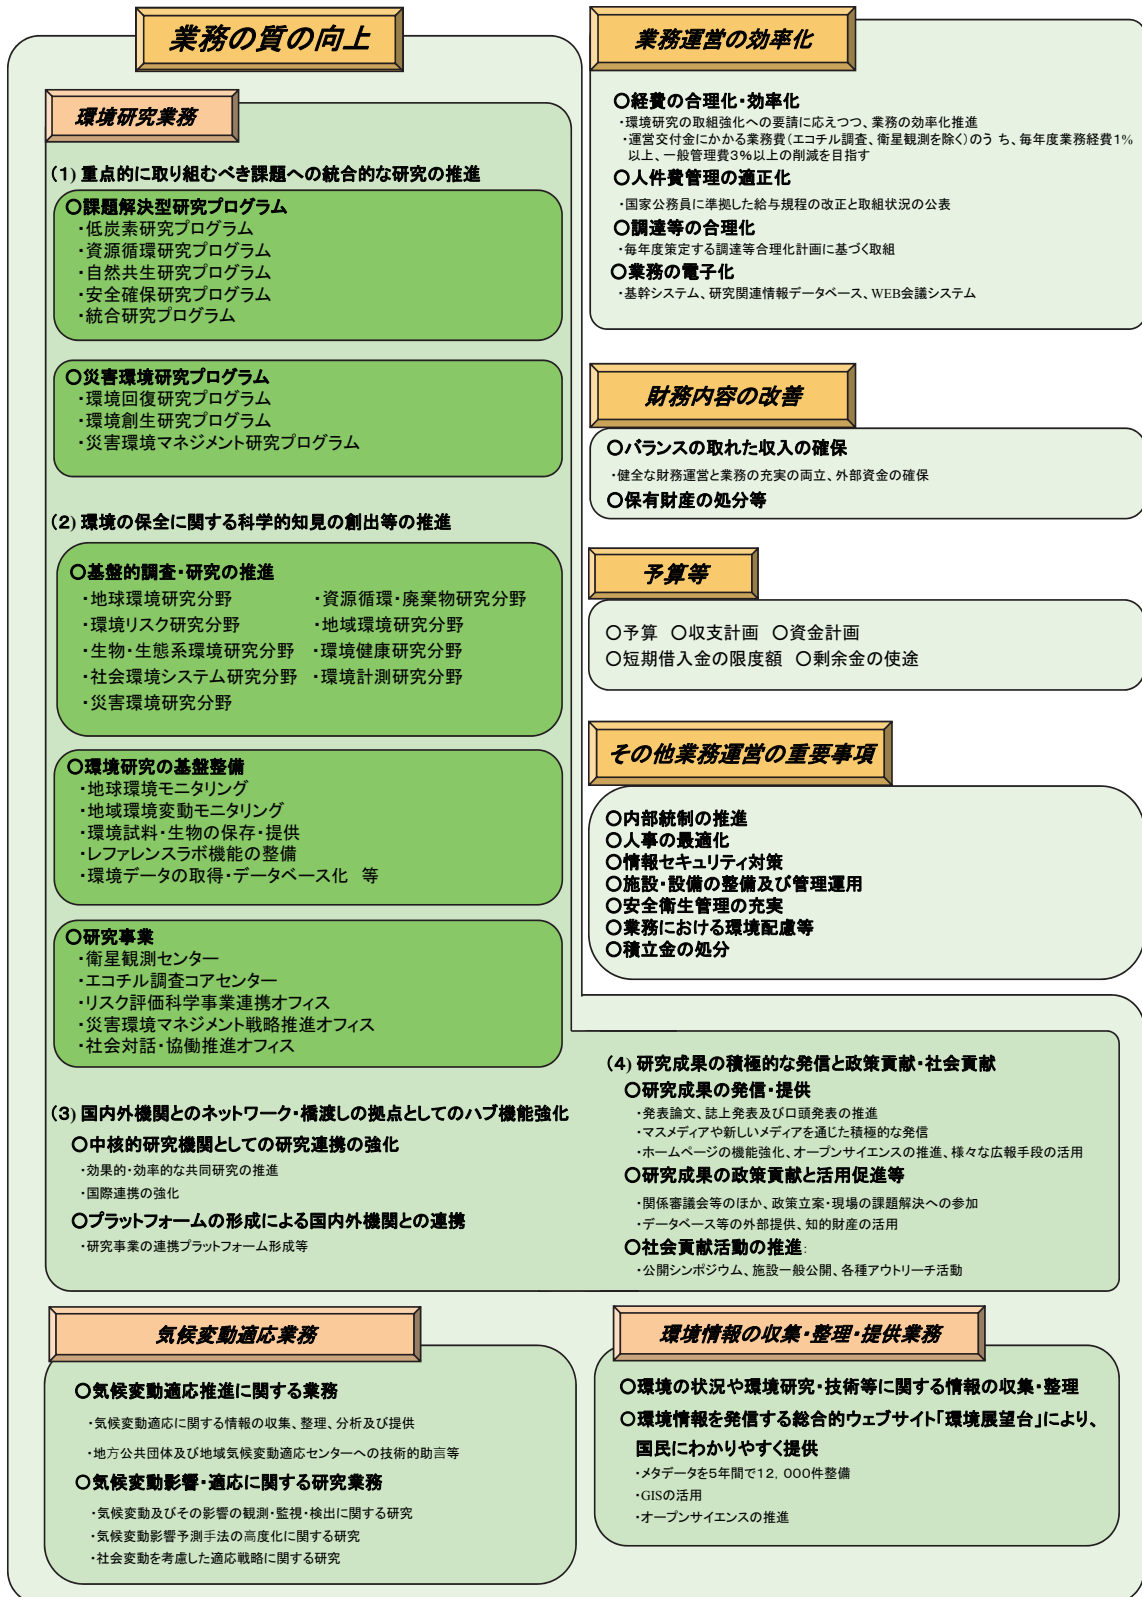 業務の質の向上
環境研究業務
(1) 重点的に取り組むべき課題への統合的な研究の推進
○課題解決型研究プログラム
・低炭素研究プログラム
・資源循環研究プログラム
・自然共生研究プログラム
・安全確保研究プログラム
・統合研究プログラム
○災害環境研究プログラム
・環境回復研究プログラム
・環境創生研究プログラム
・災害環境マネジメント研究プログラム
(2) 環境の保全に関する科学的知見の創出等の推進
○基盤的調査・研究の推進
・地球環境研究分野　・資源循環・廃棄物研究分野
・環境リスク研究分野　・地域環境研究分野
・生物・生態系環境研究分野　・環境健康研究分野
・社会環境システム研究分野　・環境計測研究分野
・災害環境研究分野
○環境研究の基盤整備
・地球環境モニタリング
・地域環境変動モニタリング
・環境試料・生物の保存・提供
・レファレンスラボ機能の整備
・環境データの取得・データベース化　等
○研究事業
・衛星観測センター
・エコチル調査コアセンター
・リスク評価科学事業連携オフィス
・災害環境マネジメント戦略推進オフィス
・社会対話・協働推進オフィス
(3) 国内外機関とのネットワーク・橋渡しの拠点としてのハブ機能強化
○中核的研究機関としての研究連携の強化
・効果的・効率的な共同研究の推進
・国際連携の強化
○プラットフォームの形成による国内外機関との連携
・研究事業の連携プラットフォーム形成等
(4) 研究成果の積極的な発信と政策貢献・社会貢献
○研究成果の発信・提供
・発表論文、誌上発表及び口頭発表の推進
・マスメディアや新しいメディアを通じた積極的な発信
・ホームページの機能強化、オープンサイエンスの推進、様々な広報手段の活用
○研究成果の政策貢献と活用促進等
・関係審議会等のほか、政策立案・現場の課題解決への参加
・データベース等の外部提供、知的財産の活用
○社会貢献活動の推進:
・公開シンポジウム、施設一般公開、各種アウトリーチ活動
気候変動適応業務
○気候変動適応推進に関する業務
・気候変動適応に関する情報の収集、整理、分析及び提供
・地方公共団体及び地域気候変動適応センターへの技術的助言等
○気候変動影響・適応に関する研究業務
・気候変動及びその影響の観測・監視・検出に関する研究
・気候変動影響予測手法の高度化に関する研究
・社会変動を考慮した適応戦略に関する研究
環境情報の収集・整理・提供業務
○環境の状況や環境研究・技術等に関する情報の収集・整理
○環境情報を発信する総合的ウェブサイト「環境展望台」により、
国民にわかりやすく提供
・メタデータを5年間で12，000件整備
・GISの活用
・オープンサイエンスの推進
業務運営の効率化
○経費の合理化・効率化
・環境研究の取組強化への要請に応えつつ、業務の効率化推進
・運営交付金にかかる業務費（エコチル調査、衛星観測を除く）のう ち、毎年度業務経費1%
以上、一般管理費3%以上の削減を目指す
○人件費管理の適正化
・国家公務員に準拠した給与規程の改正と取組状況の公表
○調達等の合理化
・毎年度策定する調達等合理化計画に基づく取組
○業務の電子化
・基幹システム、研究関連情報データベース、WEB会議システム
財務内容の改善
○バランスの取れた収入の確保
・健全な財務運営と業務の充実の両立、外部資金の確保
○保有財産の処分等
予算等
○予算　○収支計画　○資金計画
○短期借入金の限度額　○剰余金の使途
その他業務運営の重要事項
○内部統制の推進
○人事の最適化
○情報セキュリティ対策
○施設・設備の整備及び管理運用
○安全衛生管理の充実
○業務における環境配慮等
○積立金の処分